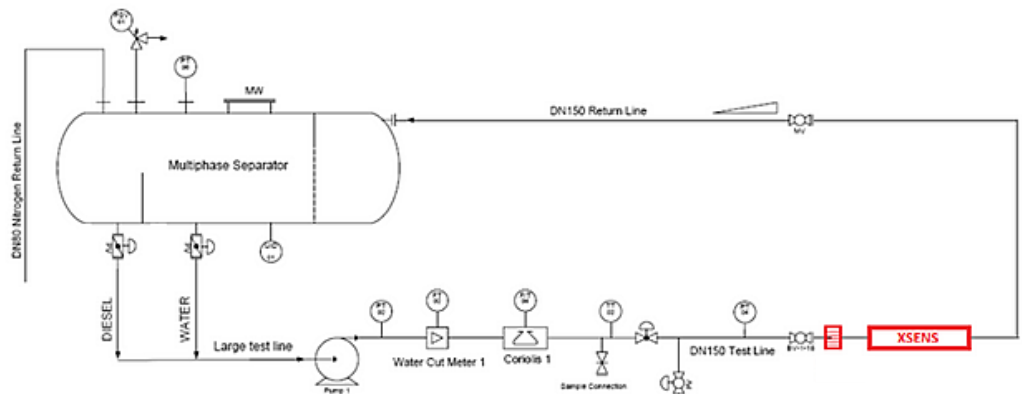 MW
DN150 Return Line
MV
Multiphase Separator
DN80 Nitrogen Return Line
DIESEL
WATER
Large test line
Pump 1
Water Cut Meter 1
Coriolis 1
Sample Connection
DN150 Test Line
XSENS